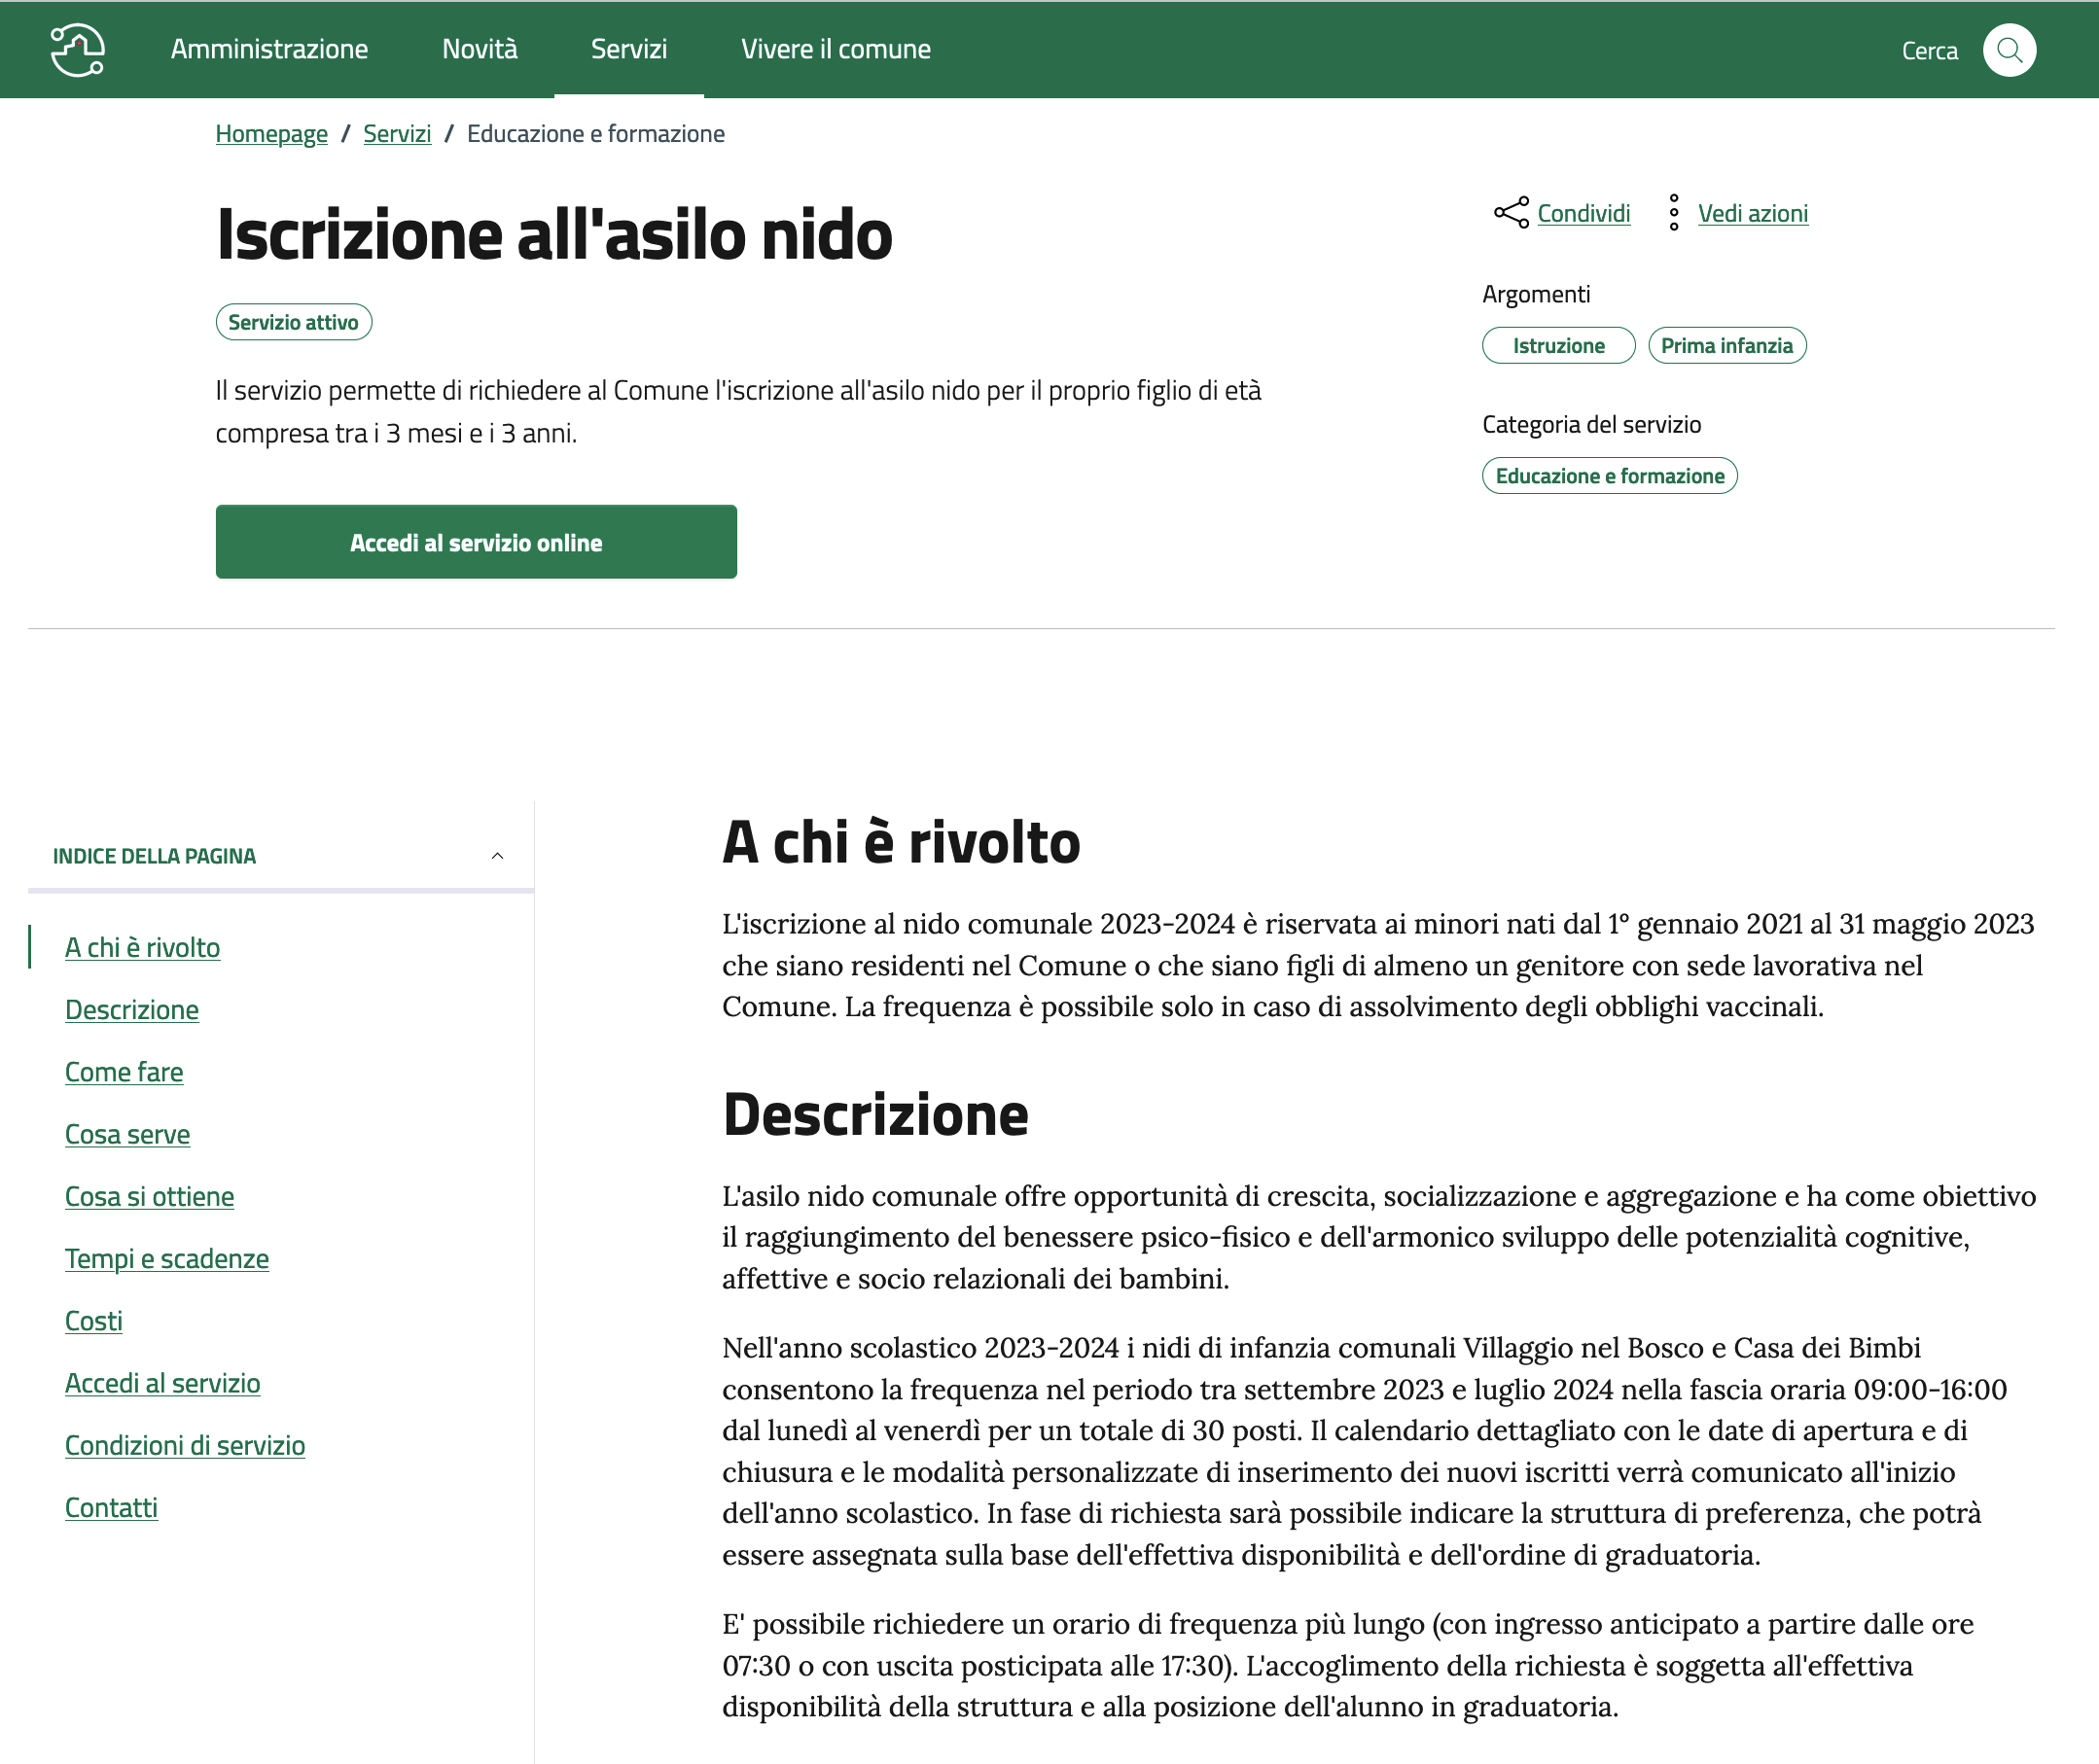 Amministrazione
Novità
Servizi
Vivere il comune
Cerca
Homepage / Servizi / Educazione e formazione
Iscrizione all'asilo nido
Servizio attivo
Il servizio permette di richiedere al Comune l'iscrizione all'asilo nido per il proprio figlio di età
compresa tra i 3 mesi e i 3 anni.
Accedi al servizio online
Condividi
Vedi azioni
Argomenti
Istruzione
Prima infanzia
Categoria del servizio
Educazione e formazione
INDICE DELLA PAGINA
A chi è rivolto
Descrizione
Come fare
Cosa serve
Cosa si ottiene
Tempi e scadenze
Costi
Accedi al servizio
Condizioni di servizio
Contatti
A chi è rivolto
L'iscrizione al nido comunale 2023-2024 è riservata ai minori nati dal 1° gennaio 2021 al 31 maggio 2023
che siano residenti nel Comune o che siano figli di almeno un genitore con sede lavorativa nel
Comune. La frequenza è possibile solo in caso di assolvimento degli obblighi vaccinali.
Descrizione
L'asilo nido comunale offre opportunità di crescita, socializzazione e aggregazione e ha come obiettivo
il raggiungimento del benessere psico-fisico e dell'armonico sviluppo delle potenzialità cognitive,
affettive e socio relazionali dei bambini.
Nell'anno scolastico 2023-2024 i nidi di infanzia comunali Villaggio nel Bosco e Casa dei Bimbi
consentono la frequenza nel periodo tra settembre 2023 e luglio 2024 nella fascia oraria 09:00-16:00
dal lunedì al venerdì per un totale di 30 posti. Il calendario dettagliato con le date di apertura e di
chiusura e le modalità personalizzate di inserimento dei nuovi iscritti verrà comunicato all'inizio
dell'anno scolastico. In fase di richiesta sarà possibile indicare la struttura di preferenza, che potrà
essere assegnata sulla base dell'effettiva disponibilità e dell'ordine di graduatoria.
E' possibile richiedere un orario di frequenza più lungo (con ingresso anticipato a partire dalle ore
07:30 o con uscita posticipata alle 17:30). L'accoglimento della richiesta è soggetta all'effettiva
disponibilità della struttura e alla posizione dell'alunno in graduatoria.